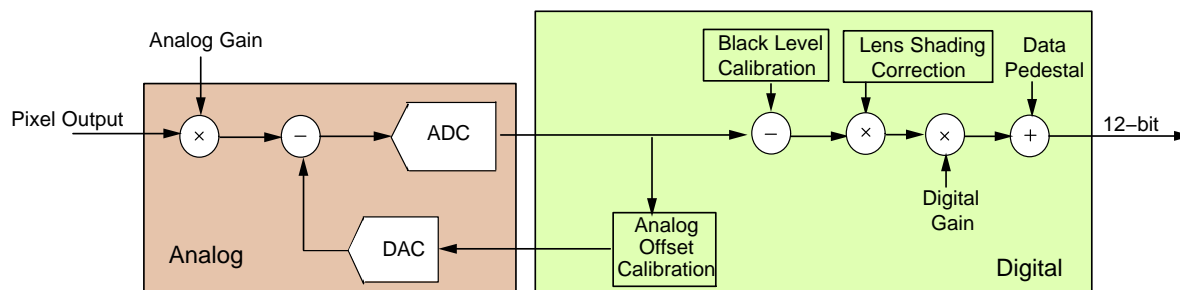 Analog Gain
Pixel Output
×
−
ADC
DAC
Analog
Black Level
Calibration
Lens Shading
Correction
Data
Pedestal
−
×
×
+
12−bit
Digital
Gain
Analog
Offset
Calibration
Digital